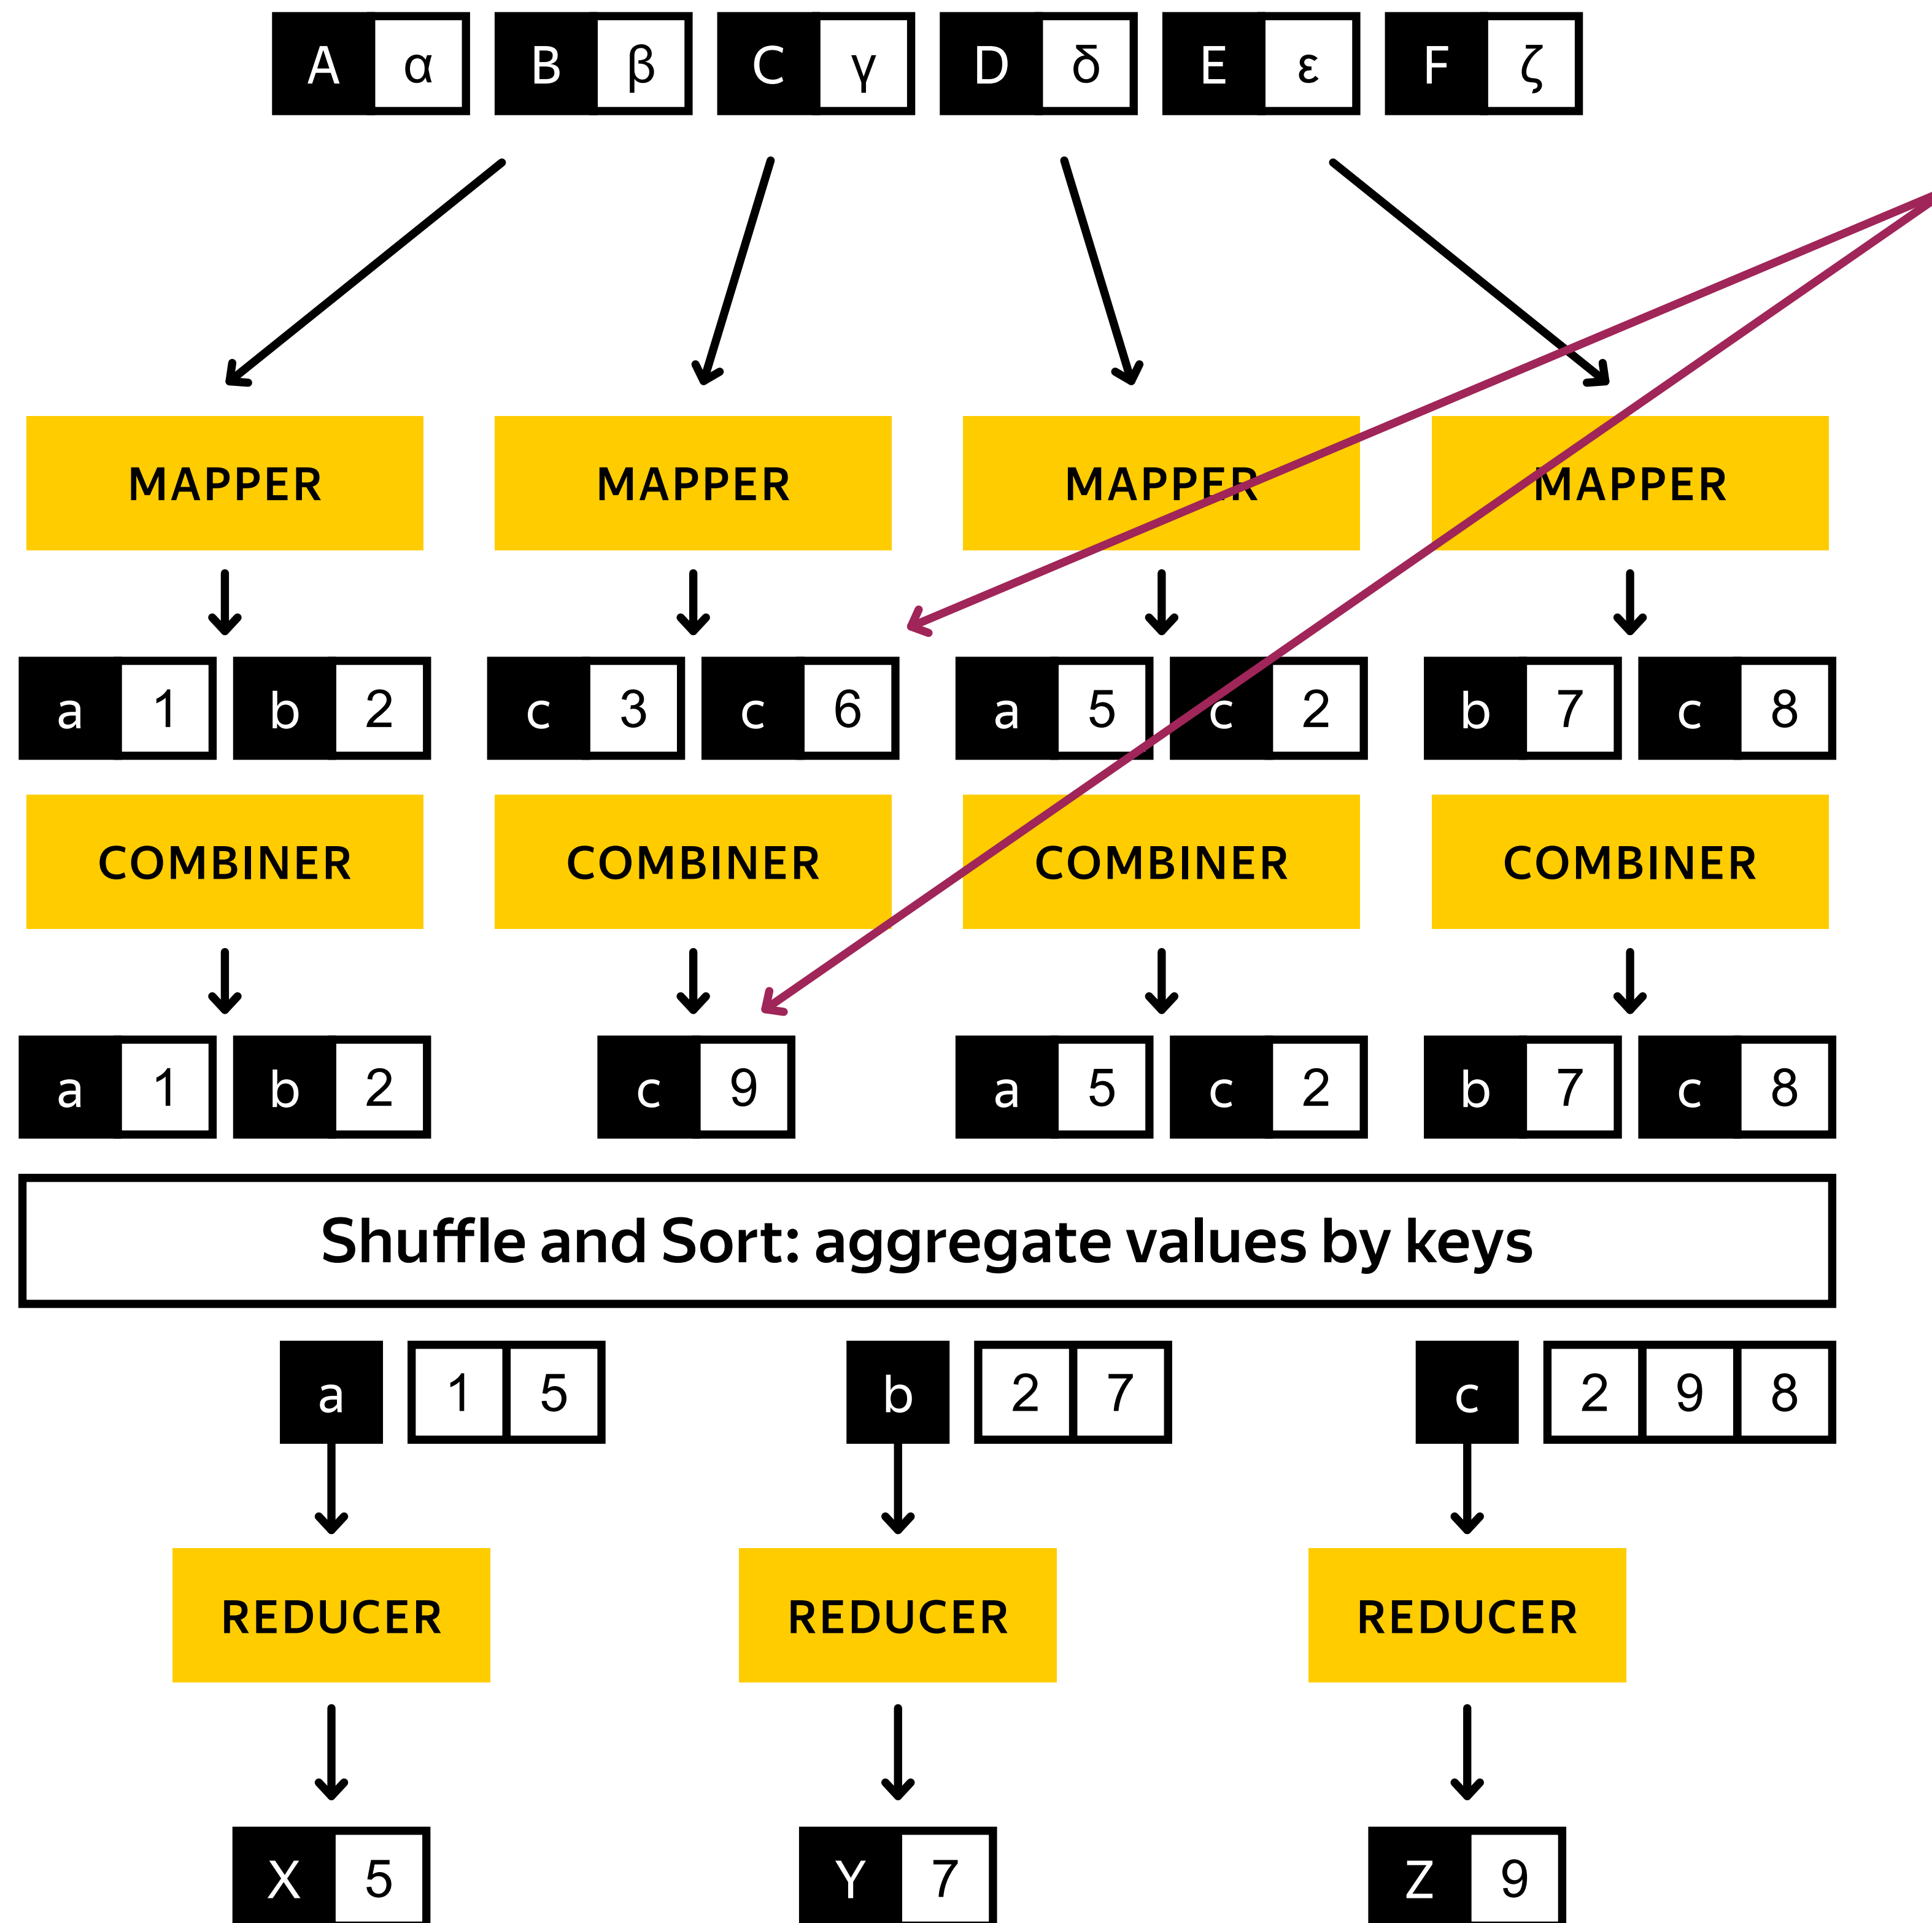 A α B β C γ D δ E ε F ζ
MAPPER MAPPER MAPPER MAPPER
a 1 b 2 c 3 c 6 a 5 c 2 b 7 c 8
COMBINER COMBINER COMBINER COMBINER
a 1 b 2 c 9 a 5 c 2 b 7 c 8
Shuffle and Sort: aggregate values by keys
a 1 5 b 2 7 c 2 9 8
REDUCER REDUCER REDUCER
X 5 Y 7 Z 9